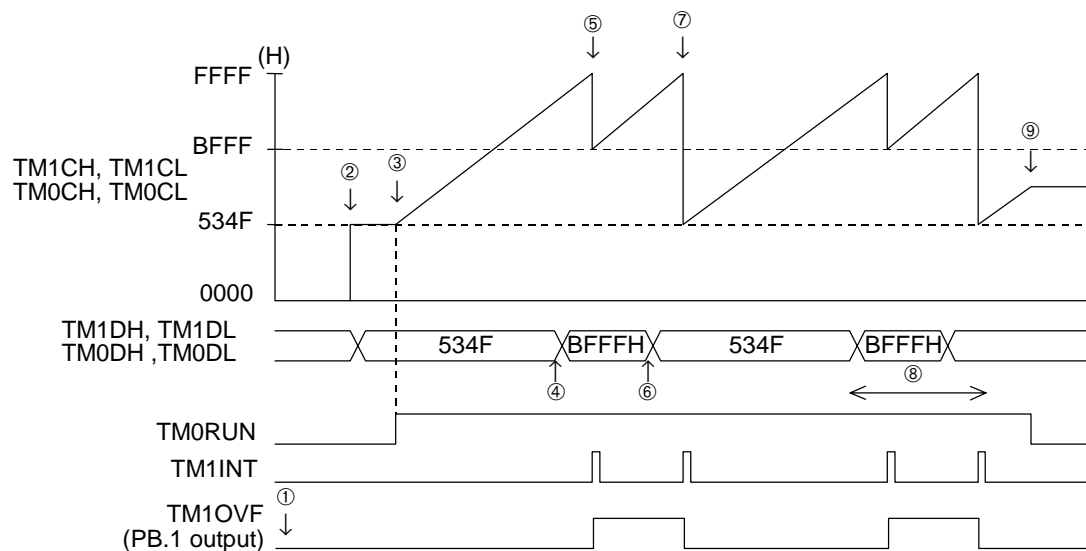 (H)
⑤
⑦
FFFF
BFFF
⑨
TM1CH, TM1CL
TM0CH, TM0CL
②
③
534F
0000
TM1DH, TM1DL
TM0DH ,TM0DL
534F
BFFFH
534F
BFFFH
④
⑥
⑧
TM0RUN
TM1INT
①
TM1OVF
(PB.1 output)